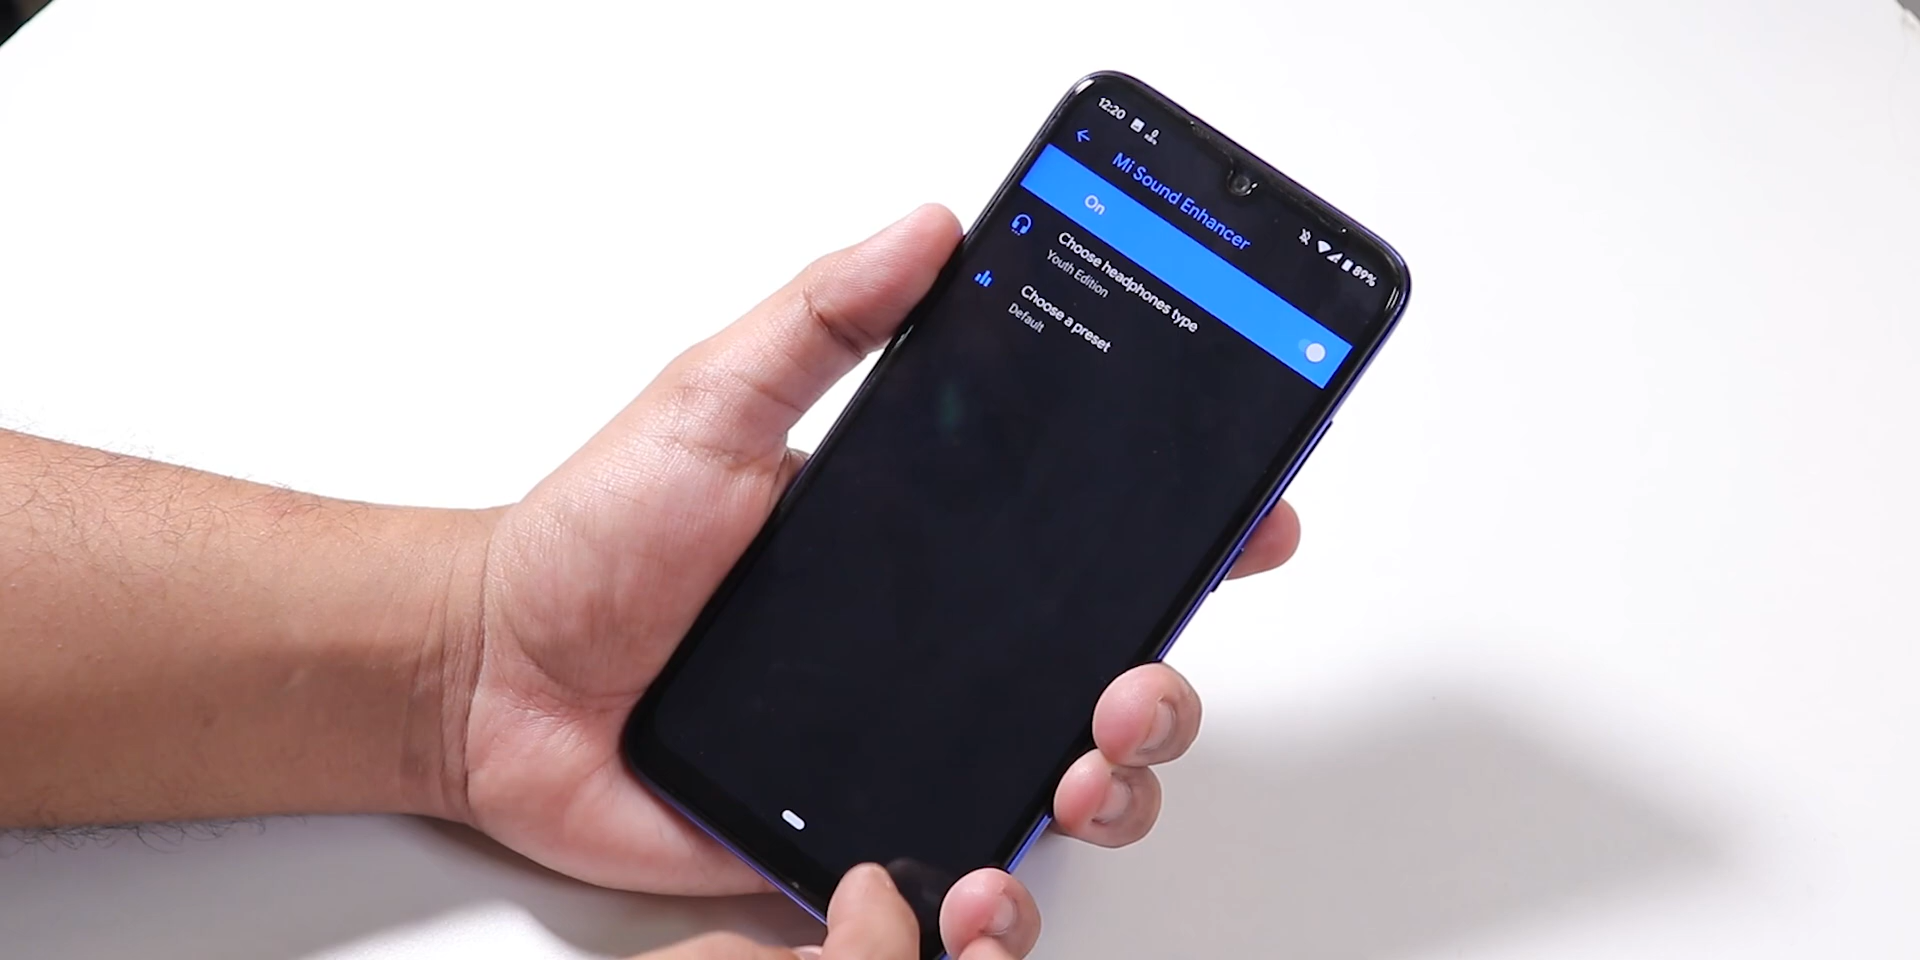 12:20
89%
Mi Sound Enhancer
On
Choose headphones type
Youth Edition
Choose a preset
Default